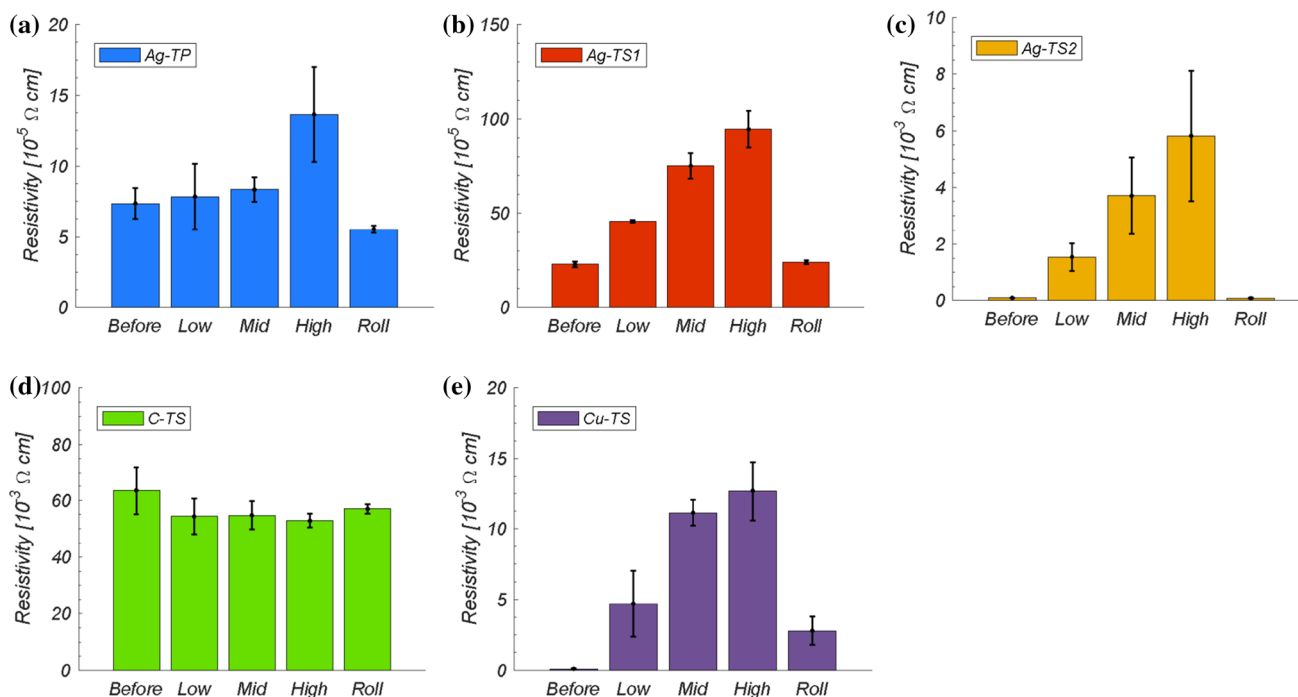 (a)
Ag-TP
Resistivity [10⁻⁵ Ω cm]
20
15
10
5
0
Before Low Mid High Roll
(b)
Ag-TS1
Resistivity [10⁻⁵ Ω cm]
150
100
50
0
Before Low Mid High Roll
(c)
Ag-TS2
Resistivity [10⁻³ Ω cm]
10
8
6
4
2
0
Before Low Mid High Roll
(d)
C-TS
Resistivity [10⁻³ Ω cm]
100
80
60
40
20
0
Before Low Mid High Roll
(e)
Cu-TS
Resistivity [10⁻³ Ω cm]
20
15
10
5
0
Before Low Mid High Roll